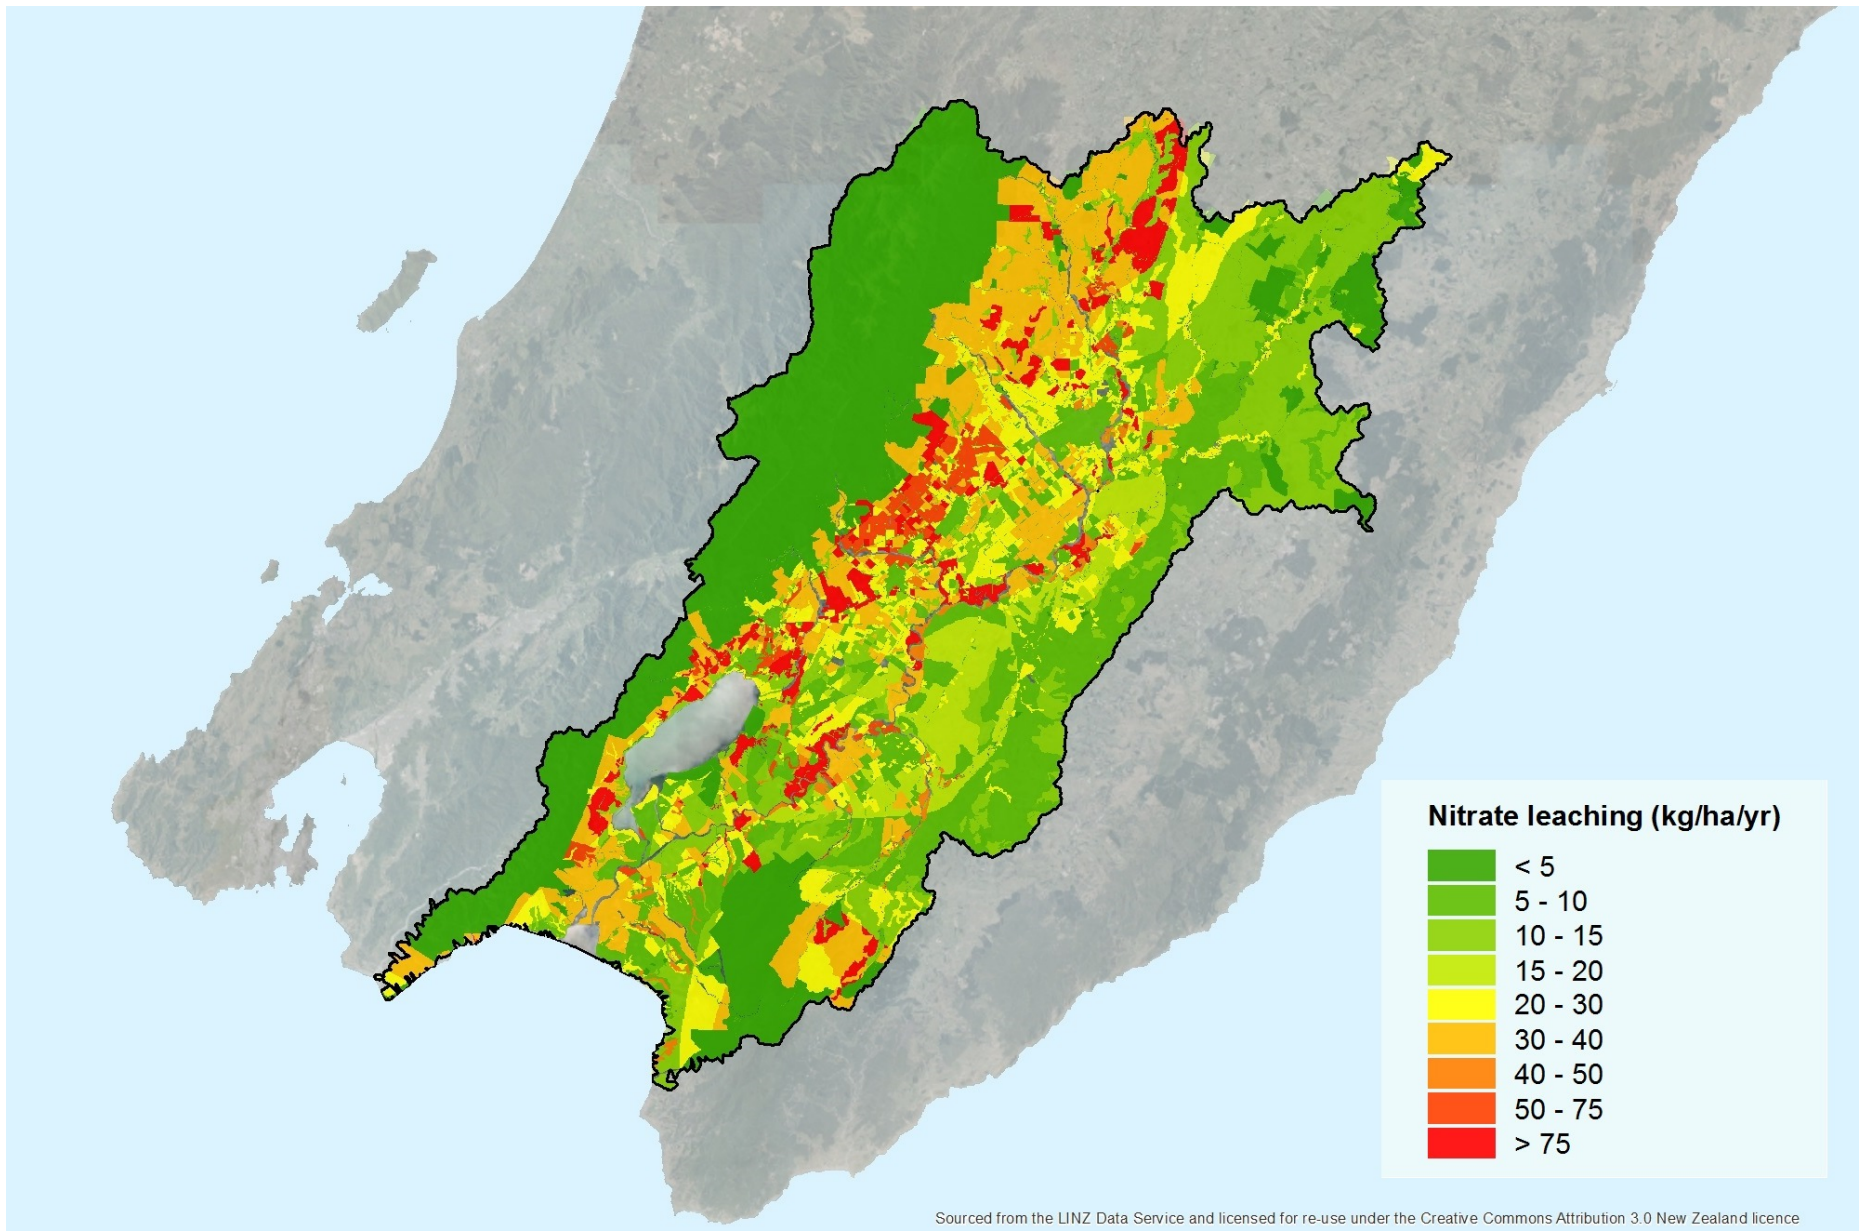 Nitrate leaching (kg/ha/yr)
< 5
5 - 10
10 - 15
15 - 20
20 - 30
30 - 40
40 - 50
50 - 75
> 75
Sourced from the LINZ Data Service and licensed for re-use under the Creative Commons Attribution 3.0 New Zealand licence